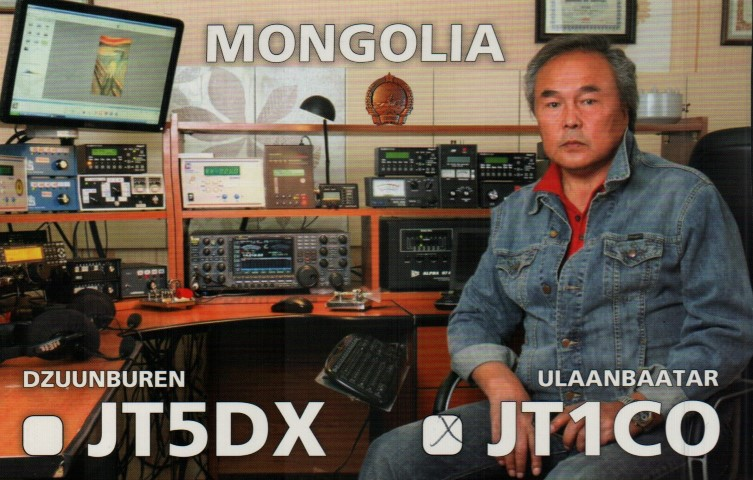 MONGOLIA
DZUUNBUREN
JT5DX
ULAANBAATAR
X JT1CO